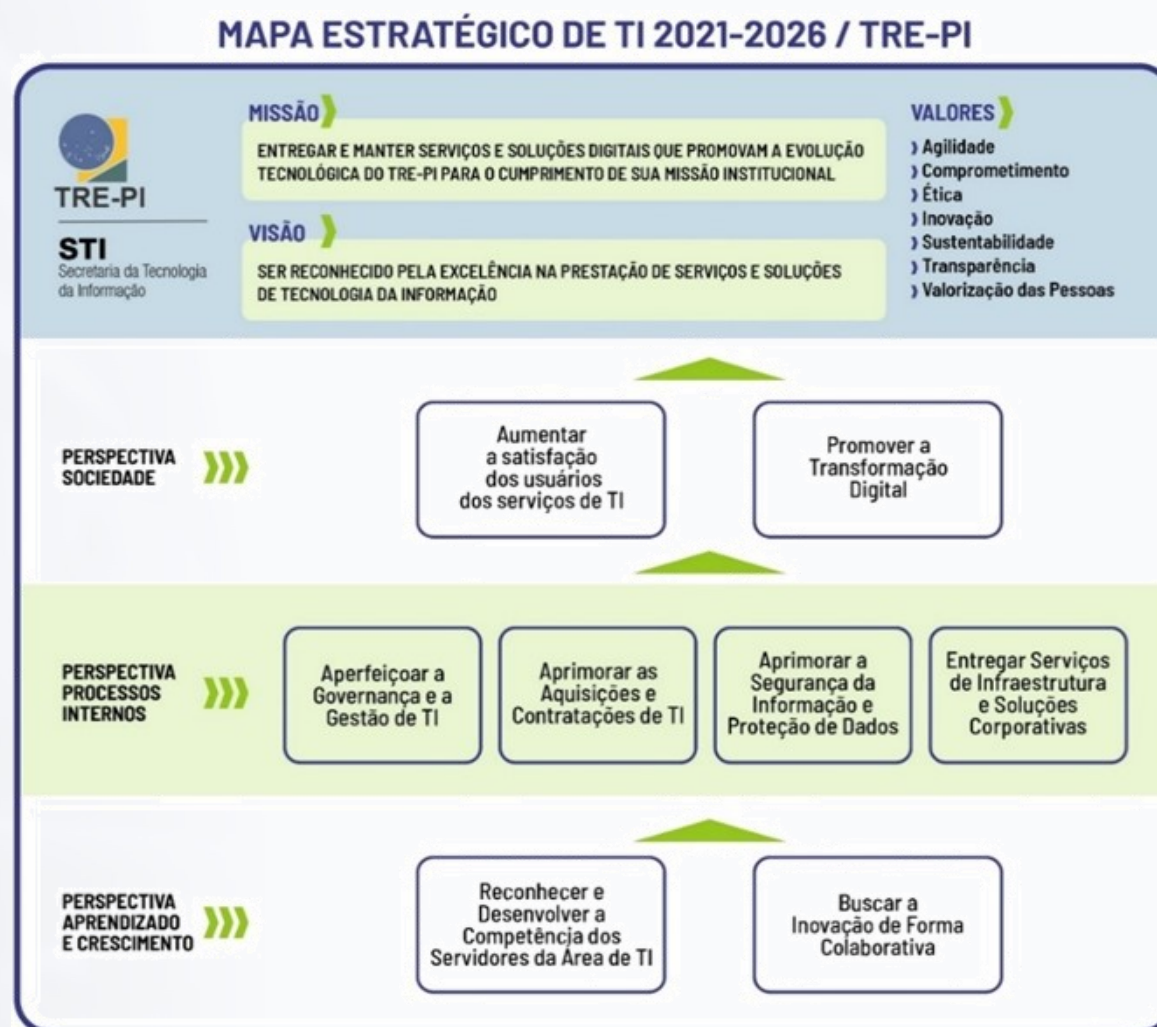 MAPA ESTRATÉGICO DE TI 2021-2026 / TRE-PI
TRE-PI
STI
Secretaria da Tecnologia
da Informação
MISSÃO
ENTREGAR E MANTER SERVIÇOS E SOLUÇÕES DIGITAIS QUE PROMOVAM A EVOLUÇÃO
TECNOLÓGICA DO TRE-PI PARA O CUMPRIMENTO DE SUA MISSÃO INSTITUCIONAL
VISÃO
SER RECONHECIDO PELA EXCELÊNCIA NA PRESTAÇÃO DE SERVIÇOS E SOLUÇÕES
DE TECNOLOGIA DA INFORMAÇÃO
VALORES
Agilidade
Comprometimento
Ética
Inovação
Sustentabilidade
Transparência
Valorização das Pessoas
PERSPECTIVA
SOCIEDADE
Aumentar
a satisfação
dos usuários
dos serviços de TI
Promover a
Transformação
Digital
PERSPECTIVA
PROCESSOS
INTERNOS
Aperfeiçoar a
Governança e a
Gestão de TI
Aprimorar as
Aquisições e
Contratações de TI
Aprimorar a
Segurança da
Informação e
Proteção de Dados
Entregar Serviços
de Infraestrutura
e Soluções
Corporativas
PERSPECTIVA
APRENDIZADO
E CRESCIMENTO
Reconhecer e
Desenvolver a
Competência dos
Servidores da Área de TI
Buscar a
Inovação de Forma
Colaborativa